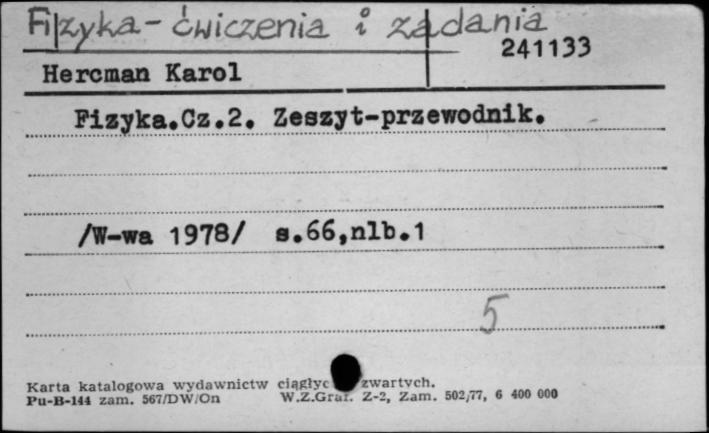 Fizyka - ćwiczenia i zadania
241133
Hercman Karol
Fizyka.Cz.2. Zeszyt-przewodnik.
/W-wa 1978/ s.66,nlb.1
5
Karta katalogowa wydawnictw ciągłyc zwartych.
Pu-B-144 zam. 567/DW/On W.Z.Graf. Z-2, Zam. 502/77, 6 400 000